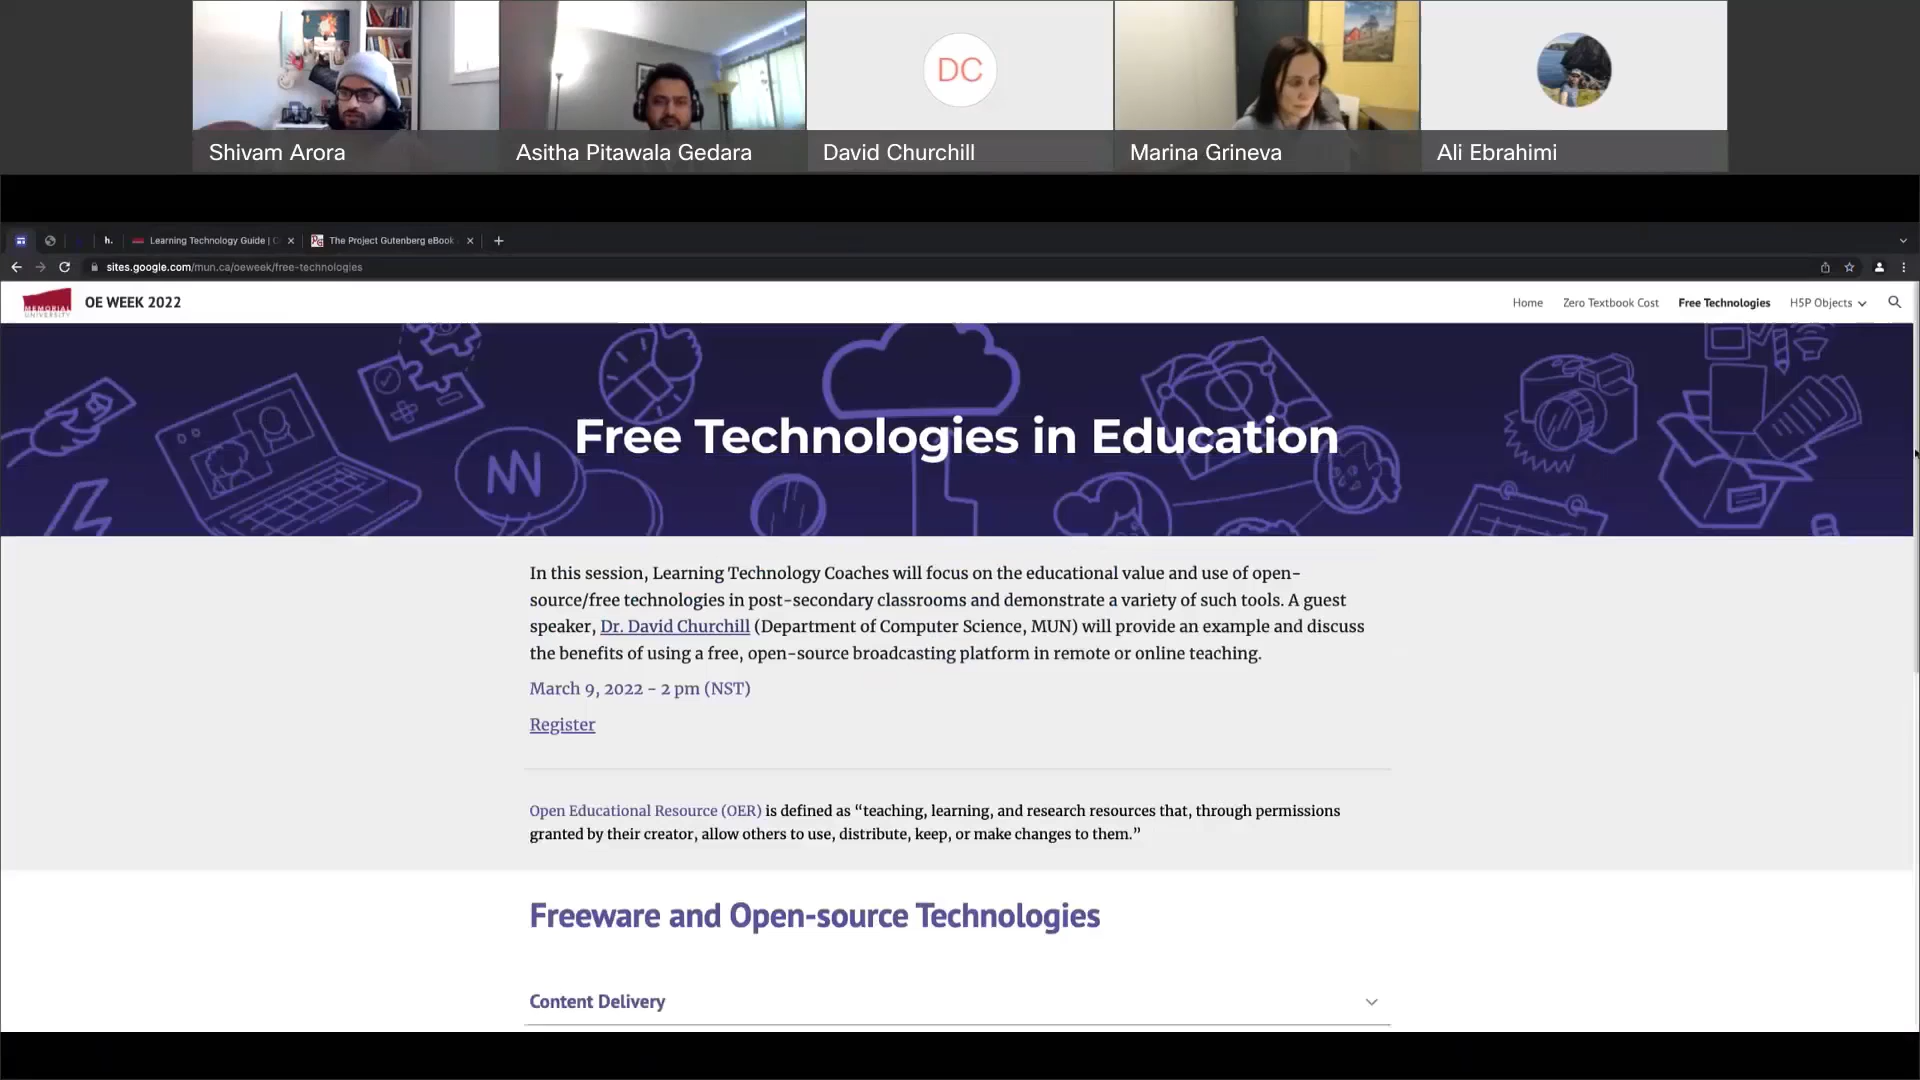 DC
Shivam Arora
Asitha Pitawala Gedara
David Churchill
Marina Grineva
Ali Ebrahimi
h.
Learning Technology Guide | C
The Project Gutenberg eBook
sites.google.com/mun.ca/oeweek/free-technologies
MEMORIAL
UNIVERSITY
OE WEEK 2022
Home
Zero Textbook Cost
Free Technologies
H5P Objects
Free Technologies in Education
In this session, Learning Technology Coaches will focus on the educational value and use of open-
source/free technologies in post-secondary classrooms and demonstrate a variety of such tools. A guest
speaker, Dr. David Churchill (Department of Computer Science, MUN) will provide an example and discuss
the benefits of using a free, open-source broadcasting platform in remote or online teaching.
March 9, 2022 - 2 pm (NST)
Register
Open Educational Resource (OER) is defined as “teaching, learning, and research resources that, through permissions
granted by their creator, allow others to use, distribute, keep, or make changes to them.”
Freeware and Open-source Technologies
Content Delivery